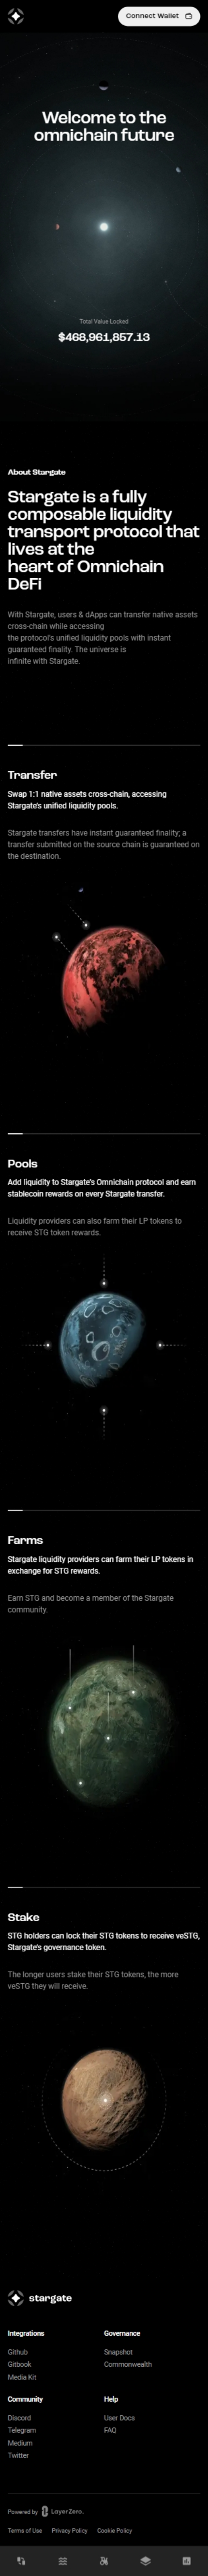 Connect Wallet
Welcome to the
omnichain future
Total Value Locked
$468,961,857.13
About Stargate
Stargate is a fully
composable liquidity
transport protocol that
lives at the
heart of Omnichain
DeFi
With Stargate, users & dApps can transfer native assets
cross-chain while accessing
the protocol's unified liquidity pools with instant
guaranteed finality. The universe is
infinite with Stargate.
Transfer
Swap 1:1 native assets cross-chain, accessing
Stargate's unified liquidity pools.
Stargate transfers have instant guaranteed finality; a
transfer submitted on the source chain is guaranteed on
the destination.
Pools
Add liquidity to Stargate's Omnichain protocol and earn
stablecoin rewards on every Stargate transfer.
Liquidity providers can also farm their LP tokens to
receive STG token rewards.
Farms
Stargate liquidity providers can farm their LP tokens in
exchange for STG rewards.
Earn STG and become a member of the Stargate
community.
Stake
STG holders can lock their STG tokens to receive veSTG,
Stargate's governance token.
The longer users stake their STG tokens, the more
veSTG they will receive.
stargate
Integrations
Github
Gitbook
Media Kit
Governance
Snapshot
Commonwealth
Community
Discord
Telegram
Medium
Twitter
Help
User Docs
FAQ
Powered by LayerZero.
Terms of Use Privacy Policy Cookie Policy